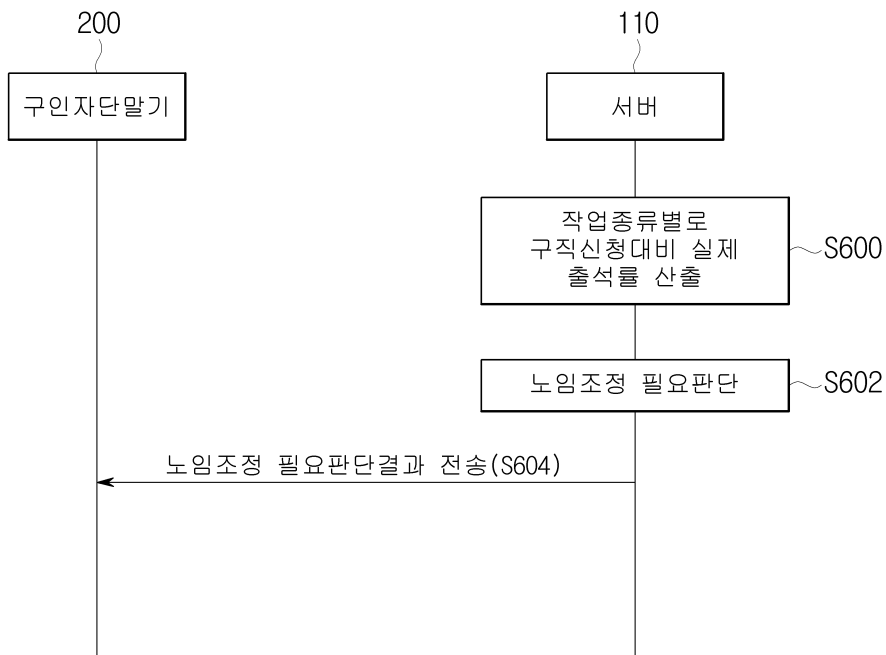 200
110
구인자단말기
서버
작업종류별로
구직신청대비 실제
출석률 산출
S600
노임조정 필요판단
S602
노임조정 필요판단결과 전송(S604)